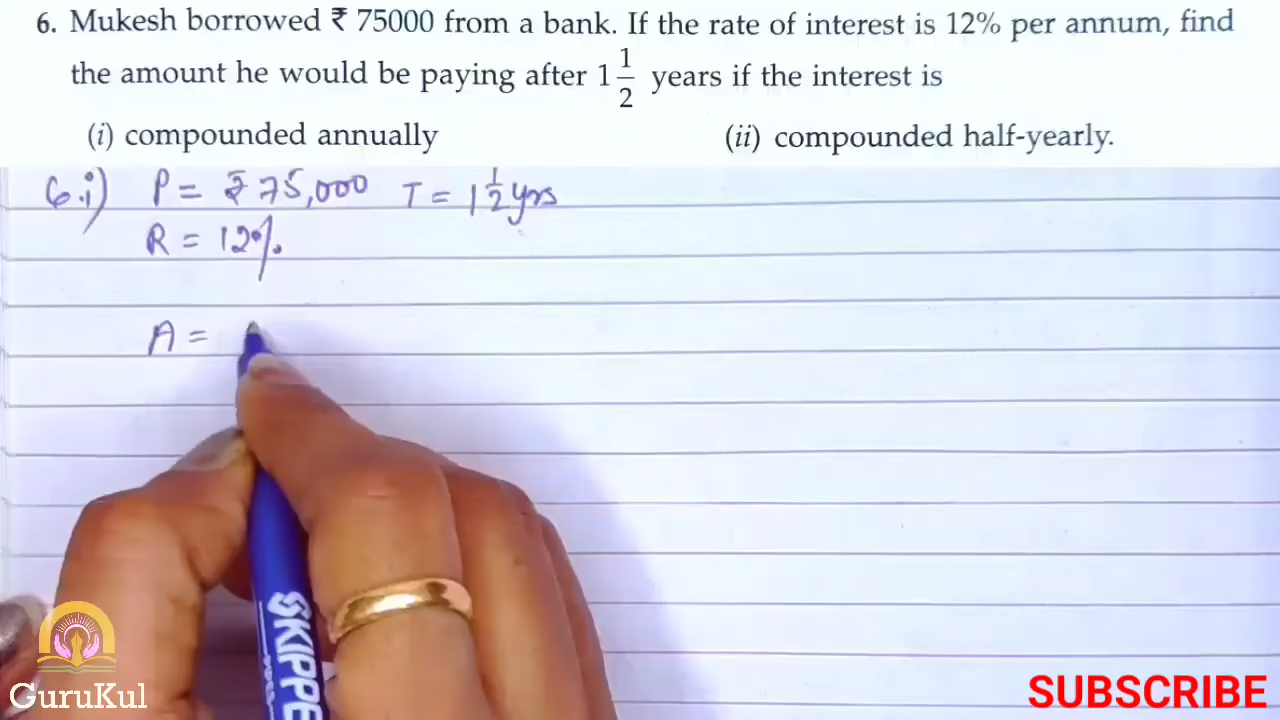 6. Mukesh borrowed ₹ 75000 from a bank. If the rate of interest is 12% per annum, find
the amount he would be paying after 1 1/2 years if the interest is
(i) compounded annually (ii) compounded half-yearly.
6.i) P = ₹ 75,000 T = 1 1/2 yrs
R = 12%.
A =
SKIPPE
GuruKul
SUBSCRIBE